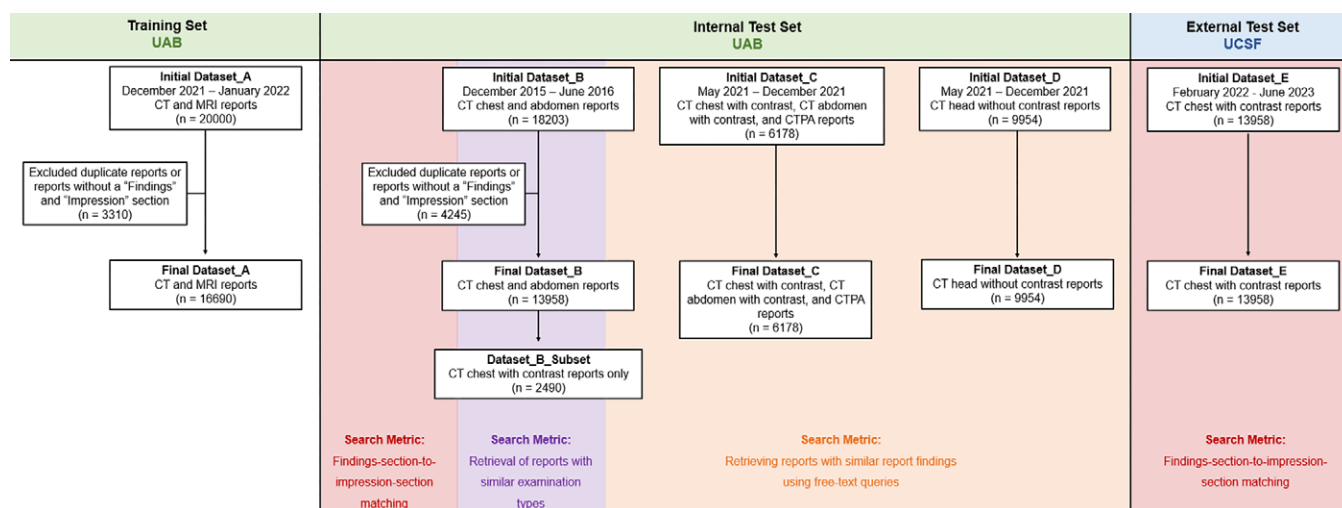 Training Set
UAB
Internal Test Set
UAB
External Test Set
UCSF
Initial Dataset_A
December 2021 – January 2022
CT and MRI reports
(n = 20000)
Excluded duplicate reports or
reports without a “Findings”
and “Impression” section
(n = 3310)
Final Dataset_A
CT and MRI reports
(n = 16690)
Initial Dataset_B
December 2015 – June 2016
CT chest and abdomen reports
(n = 18203)
Excluded duplicate reports or
reports without a “Findings”
and “Impression” section
(n = 4245)
Final Dataset_B
CT chest and abdomen reports
(n = 13958)
Dataset_B_Subset
CT chest with contrast reports only
(n = 2490)
Initial Dataset_C
May 2021 – December 2021
CT chest with contrast, CT abdomen
with contrast, and CTPA reports
(n = 6178)
Final Dataset_C
CT chest with contrast, CT
abdomen with contrast, and CTPA
reports
(n = 6178)
Initial Dataset_D
May 2021 – December 2021
CT head without contrast reports
(n = 9954)
Final Dataset_D
CT head without contrast reports
(n = 9954)
Initial Dataset_E
February 2022 - June 2023
CT chest with contrast reports
(n = 13958)
Final Dataset_E
CT chest with contrast reports
(n = 13958)
Search Metric:
Findings-section-to-
impression-section
matching
Search Metric:
Retrieval of reports with
similar examination
types
Search Metric:
Retrieving reports with similar report findings
using free-text queries
Search Metric:
Findings-section-to-impression-
section matching